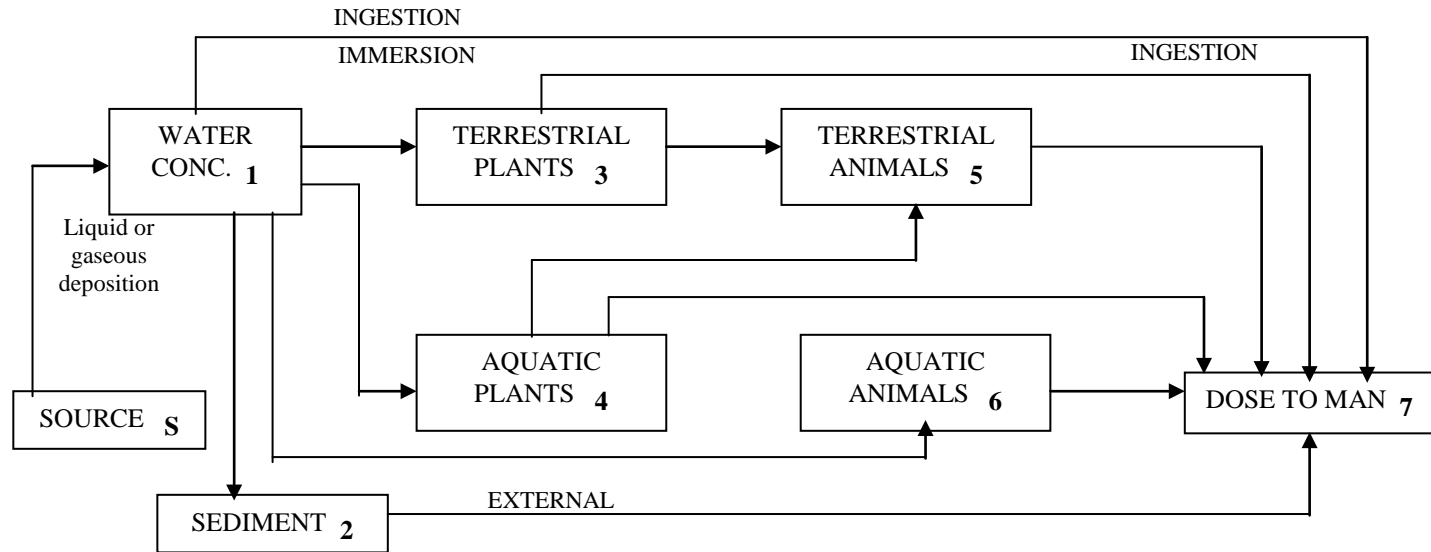 INGESTION
IMMERSION
INGESTION
WATER
CONC. 1
TERRESTRIAL
PLANTS 3
TERRESTRIAL
ANIMALS 5
Liquid or
gaseous
deposition
AQUATIC
PLANTS 4
AQUATIC
ANIMALS 6
SOURCE S
DOSE TO MAN 7
EXTERNAL
SEDIMENT 2